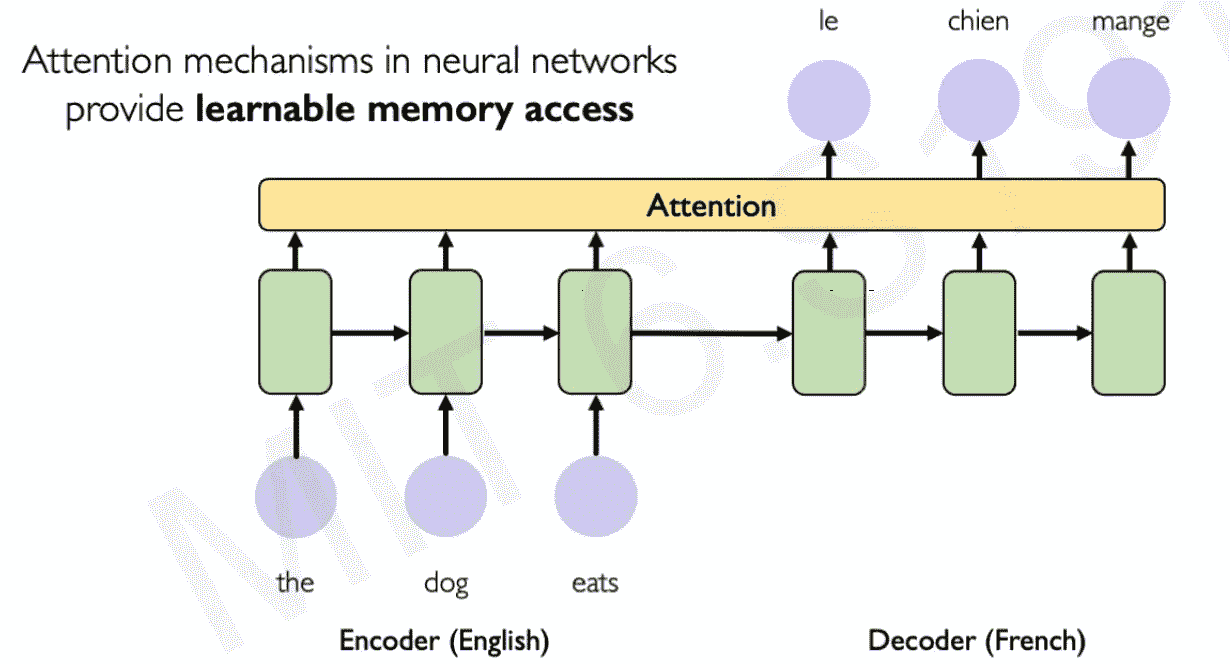 Attention mechanisms in neural networks
provide learnable memory access
le chien mange
Attention
the dog eats
Encoder (English) Decoder (French)
MIT 6.S191